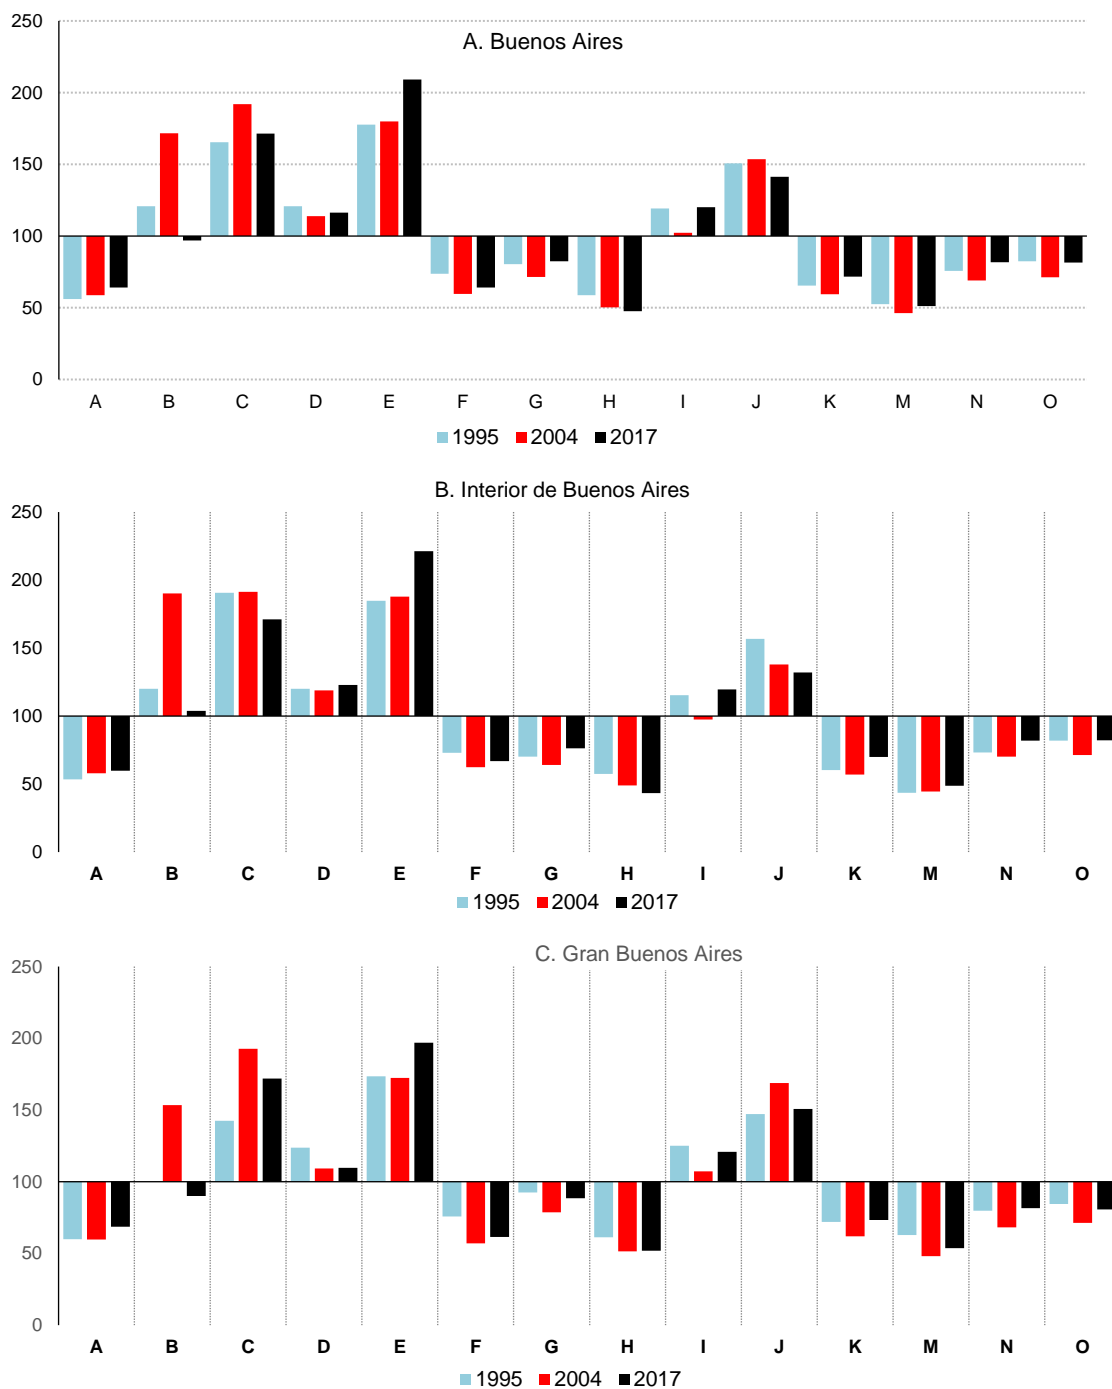 A. Buenos Aires
250
200
150
100
50
0
A B C D E F G H I J K M N O
1995 2004 2017
B. Interior de Buenos Aires
250
200
150
100
50
0
A B C D E F G H I J K M N O
1995 2004 2017
C. Gran Buenos Aires
250
200
150
100
50
0
A B C D E F G H I J K M N O
1995 2004 2017